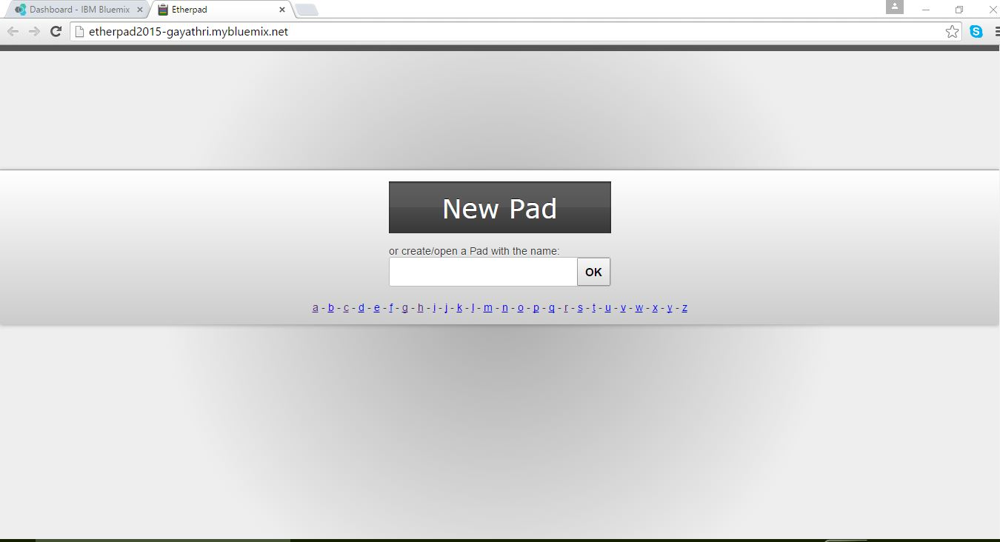 Dashboard - IBM Bluemix
Etherpad
etherpad2015-gayathri.mybluemix.net
New Pad
or create/open a Pad with the name:
OK
a - b - c - d - e - f - g - h - i - j - k - l - m - n - o - p - q - r - s - t - u - v - w - x - y - z